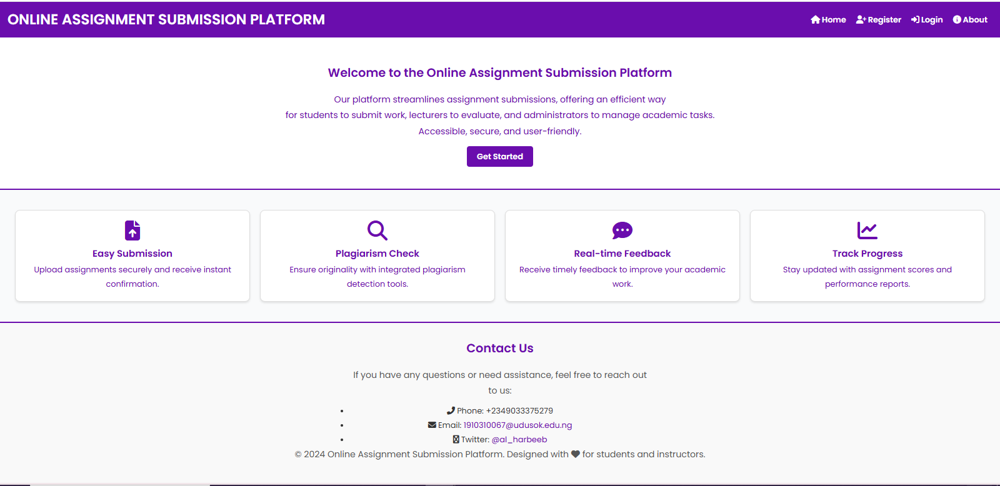 ONLINE ASSIGNMENT SUBMISSION PLATFORM
Home Register Login About
Welcome to the Online Assignment Submission Platform
Our platform streamlines assignment submissions, offering an efficient way
for students to submit work, lecturers to evaluate, and administrators to manage academic tasks.
Accessible, secure, and user-friendly.
Get Started
Easy Submission
Upload assignments securely and receive instant
confirmation.
Plagiarism Check
Ensure originality with integrated plagiarism
detection tools.
Real-time Feedback
Receive timely feedback to improve your academic
work.
Track Progress
Stay updated with assignment scores and
performance reports.
Contact Us
If you have any questions or need assistance, feel free to reach out
to us:
• Phone: +2349033375279
• Email: 1910310067@udusok.edu.ng
• Twitter: @al_harbeeb
© 2024 Online Assignment Submission Platform. Designed with ♥ for students and instructors.